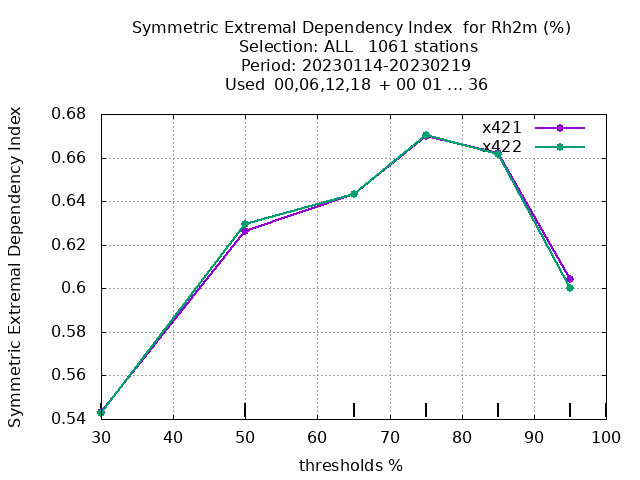 Symmetric Extremal Dependency Index  for Rh2m (%)
Selection: ALL   1061 stations
Period: 20230114-20230219
Used  00,06,12,18  + 00 01 ... 36
Symmetric Extremal Dependency Index
0.68
0.66
0.64
0.62
0.6
0.58
0.56
0.54
x421
x422
30 40 50 60 70 80 90 100
thresholds %